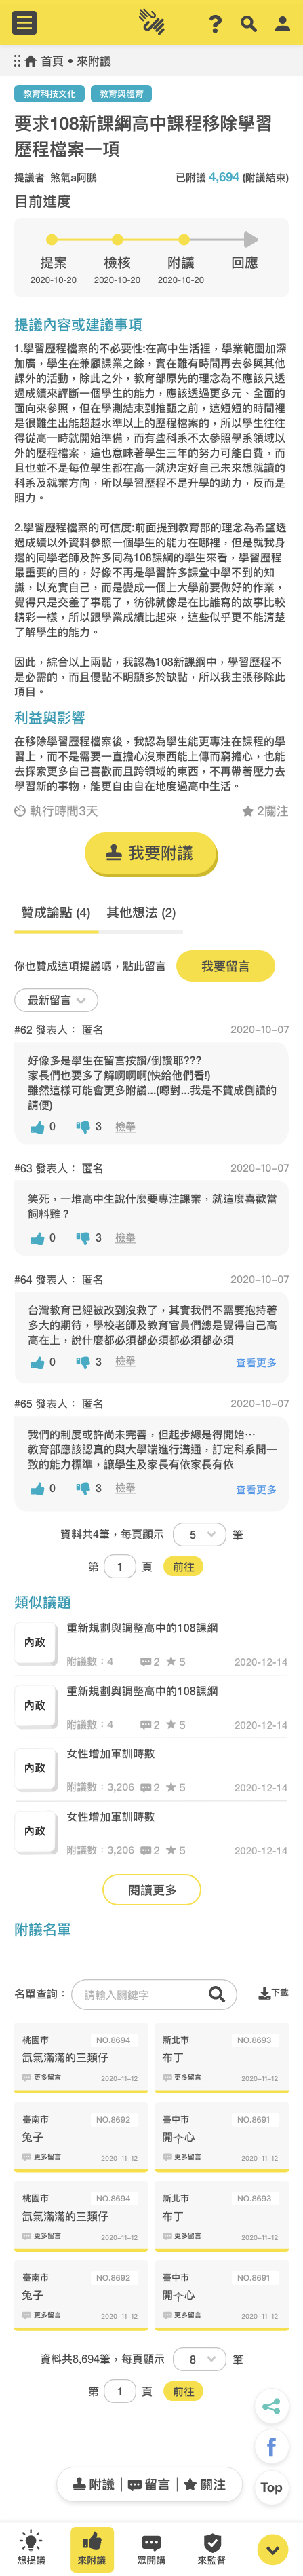 首頁 • 來附議
教育科技文化 教育與體育
要求108新課綱高中課程移除學習
歷程檔案一項
提議者 煞氣a阿鵬 已附議 4,694 (附議結束)
目前進度
提案 檢核 附議 回應
2020-10-20 2020-10-20 2020-10-20
提議內容或建議事項
1.學習歷程檔案的不必要性:在高中生活裡，學業範圍加深
加廣，學生在兼顧課業之餘，實在難有時間再去參與其他
課外的活動，除此之外，教育部原先的理念為不應該只透
過成績來評斷一個學生的能力，應該透過更多元、全面的
面向來參照，但在學測結束到推甄之前，這短短的時間裡
是很難生出能超越水準以上的歷程檔案的，所以學生往往
得從高一時就開始準備，而有些科系不太參照學系領域以
外的歷程檔案，這也意味著學生三年的努力可能白費，而
且也並不是每位學生都在高一就決定好自己未來想就讀的
科系及就業方向，所以學習歷程不是升學的助力，反而是
阻力。
2.學習歷程檔案的可信度:前面提到教育部的理念為希望透
過成績以外資料參照一個學生的能力在哪裡，但是就我身
邊的同學老師及許多同為108課綱的學生來看，學習歷程
最重要的目的，好像不再是學習許多課堂中學不到的知
識，以充實自己，而是變成一個上大學前要做好的作業，
覺得只是交差了事罷了，彷彿就像是在比誰寫的故事比較
精彩一樣，所以跟學業成績比起來，這些似乎更不能清楚
了解學生的能力。
因此，綜合以上兩點，我認為108新課綱中，學習歷程不
是必需的，而且優點不明顯多於缺點，所以我主張移除此
項目。
利益與影響
在移除學習歷程檔案後，我認為學生能更專注在課程的學
習上，而不是需要一直擔心沒東西能上傳而窮擔心，也能
去探索更多自己喜歡而且跨領域的東西，不再帶著壓力去
學習新的事物，能更自由自在地度過高中生活。
執行時間3天 2關注
我要附議
贊成論點 (4) 其他想法 (2)
你也贊成這項提議嗎，點此留言 我要留言
最新留言
#62 發表人： 匿名 2020-10-07
好像多是學生在留言按讚/倒讚耶???
家長們也要多了解啊啊啊(快給他們看!)
雖然這樣可能會更多附議...(嗯對...我是不贊成倒讚的
請便)
0 3 檢舉
#63 發表人： 匿名 2020-10-07
笑死，一堆高中生說什麼要專注課業，就這麼喜歡當
飼料雞？
0 3 檢舉
#64 發表人： 匿名 2020-10-07
台灣教育已經被改到沒救了，其實我們不需要抱持著
多大的期待，學校老師及教育官員們總是覺得自己高
高在上，說什麼都必須都必須都必須都必須
0 3 檢舉 查看更多
#65 發表人： 匿名 2020-10-07
我們的制度或許尚未完善，但起步總是得開始…
教育部應該認真的與大學端進行溝通，訂定科系間一
致的能力標準，讓學生及家長有依家長有依
0 3 檢舉 查看更多
資料共4筆，每頁顯示 5 筆
第 1 頁 前往
類似議題
內政 重新規劃與調整高中的108課綱
附議數：4 2 5 2020-12-14
內政 重新規劃與調整高中的108課綱
附議數：4 2 5 2020-12-14
內政 女性增加軍訓時數
附議數：3,206 2 5 2020-12-14
內政 女性增加軍訓時數
附議數：3,206 2 5 2020-12-14
閱讀更多
附議名單
名單查詢： 請輸入關鍵字 下載
桃園市 NO.8694 新北市 NO.8693
氙氣滿滿的三類仔 布丁
更多留言 2020-11-12 更多留言 2020-11-12
臺南市 NO.8692 臺中市 NO.8691
兔子 開㆗心
更多留言 2020-11-12 更多留言 2020-11-12
桃園市 NO.8694 新北市 NO.8693
氙氣滿滿的三類仔 布丁
更多留言 2020-11-12 更多留言 2020-11-12
臺南市 NO.8692 臺中市 NO.8691
兔子 開㆗心
更多留言 2020-11-12 更多留言 2020-11-12
資料共8,694筆，每頁顯示 8 筆
第 1 頁 前往
附議 留言 關注
Top
想提議 來附議 眾開講 來監督